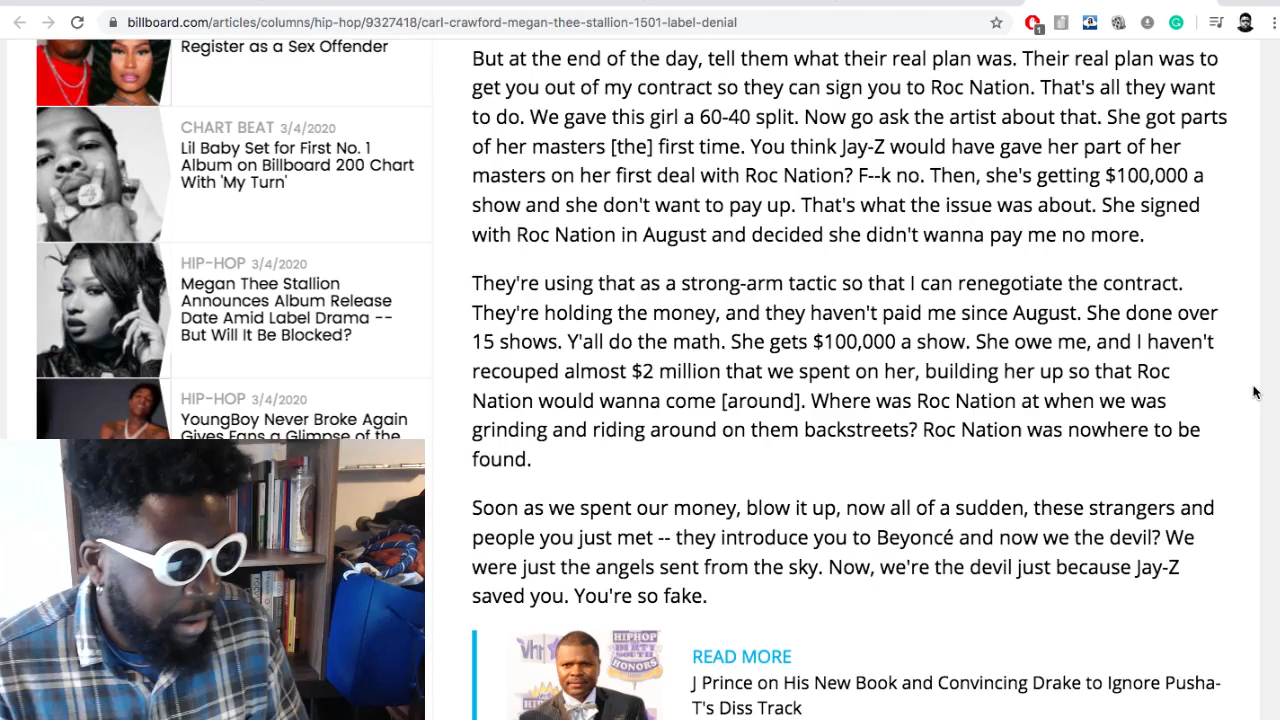 billboard.com/articles/columns/hip-hop/9327418/carl-crawford-megan-thee-stallion-1501-label-denial
1
Register as a Sex Offender
CHART BEAT 3/4/2020
Lil Baby Set for First No. 1
Album on Billboard 200 Chart
With 'My Turn'
HIP-HOP 3/4/2020
Megan Thee Stallion
Announces Album Release
Date Amid Label Drama --
But Will It Be Blocked?
HIP-HOP 3/4/2020
YoungBoy Never Broke Again
Gives Fans a Glimpse of the
But at the end of the day, tell them what their real plan was. Their real plan was to
get you out of my contract so they can sign you to Roc Nation. That's all they want
to do. We gave this girl a 60-40 split. Now go ask the artist about that. She got parts
of her masters [the] first time. You think Jay-Z would have gave her part of her
masters on her first deal with Roc Nation? F--k no. Then, she's getting $100,000 a
show and she don't want to pay up. That's what the issue was about. She signed
with Roc Nation in August and decided she didn't wanna pay me no more.
They're using that as a strong-arm tactic so that I can renegotiate the contract.
They're holding the money, and they haven't paid me since August. She done over
15 shows. Y'all do the math. She gets $100,000 a show. She owe me, and I haven't
recouped almost $2 million that we spent on her, building her up so that Roc
Nation would wanna come [around]. Where was Roc Nation at when we was
grinding and riding around on them backstreets? Roc Nation was nowhere to be
found.
Soon as we spent our money, blow it up, now all of a sudden, these strangers and
people you just met -- they introduce you to Beyoncé and now we the devil? We
were just the angels sent from the sky. Now, we're the devil just because Jay-Z
saved you. You're so fake.
vh1
HIPHOP
DIRTY
SOUTH
HONORS
READ MORE
J Prince on His New Book and Convincing Drake to Ignore Pusha-
T's Diss Track